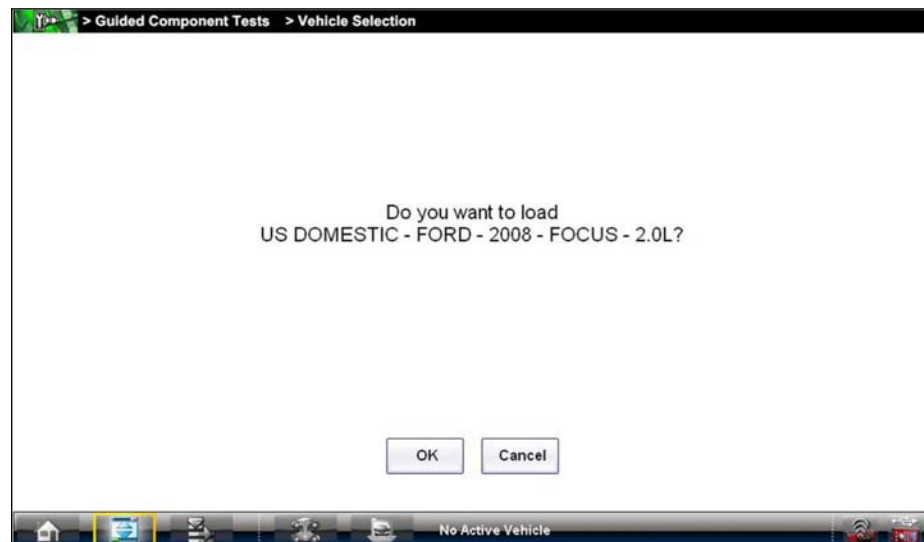 > Guided Component Tests > Vehicle Selection
Do you want to load
US DOMESTIC - FORD - 2008 - FOCUS - 2.0L?
OK
Cancel
No Active Vehicle